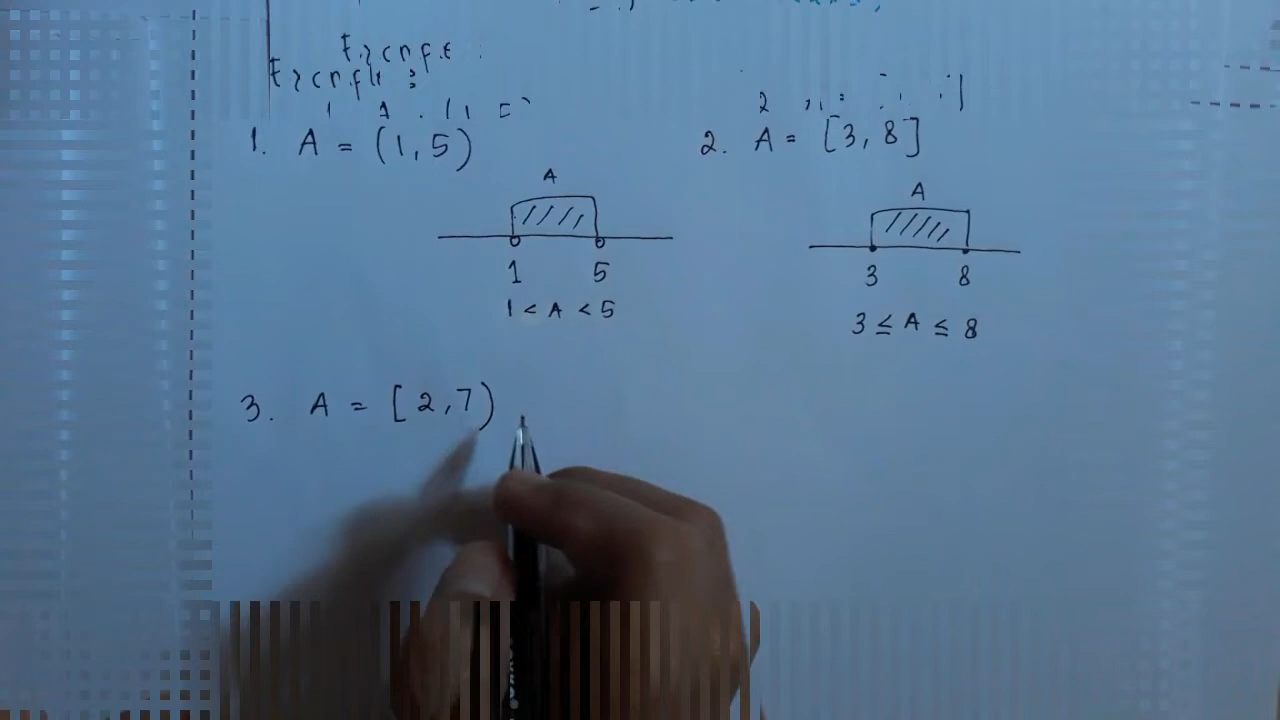 1. A = (1,5)
A
1 5
1 < A < 5
2. A = [3,8]
A
3 8
3 ≤ A ≤ 8
3. A = [2,7)